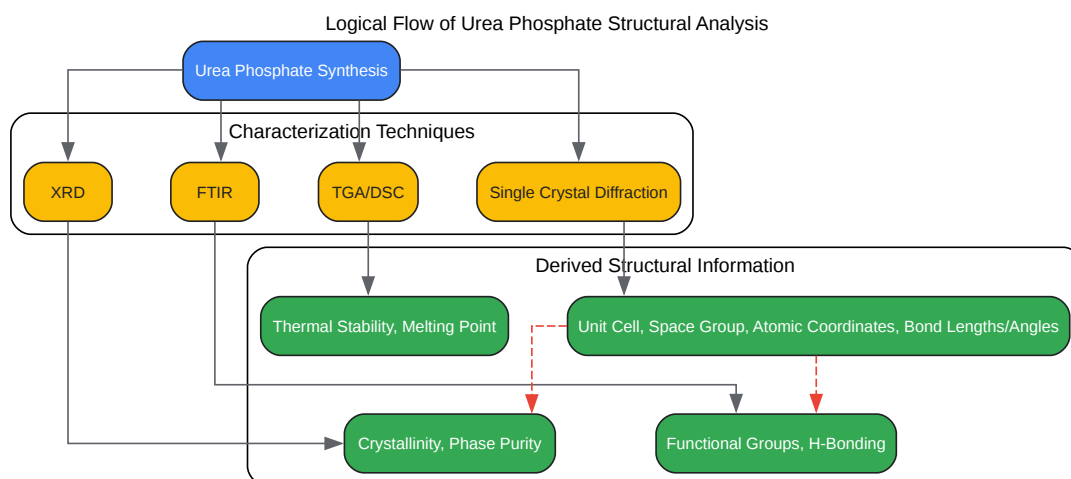 Logical Flow of Urea Phosphate Structural Analysis
Urea Phosphate Synthesis
Characterization Techniques
XRD
FTIR
TGA/DSC
Single Crystal Diffraction
Derived Structural Information
Thermal Stability, Melting Point
Unit Cell, Space Group, Atomic Coordinates, Bond Lengths/Angles
Crystallinity, Phase Purity
Functional Groups, H-Bonding